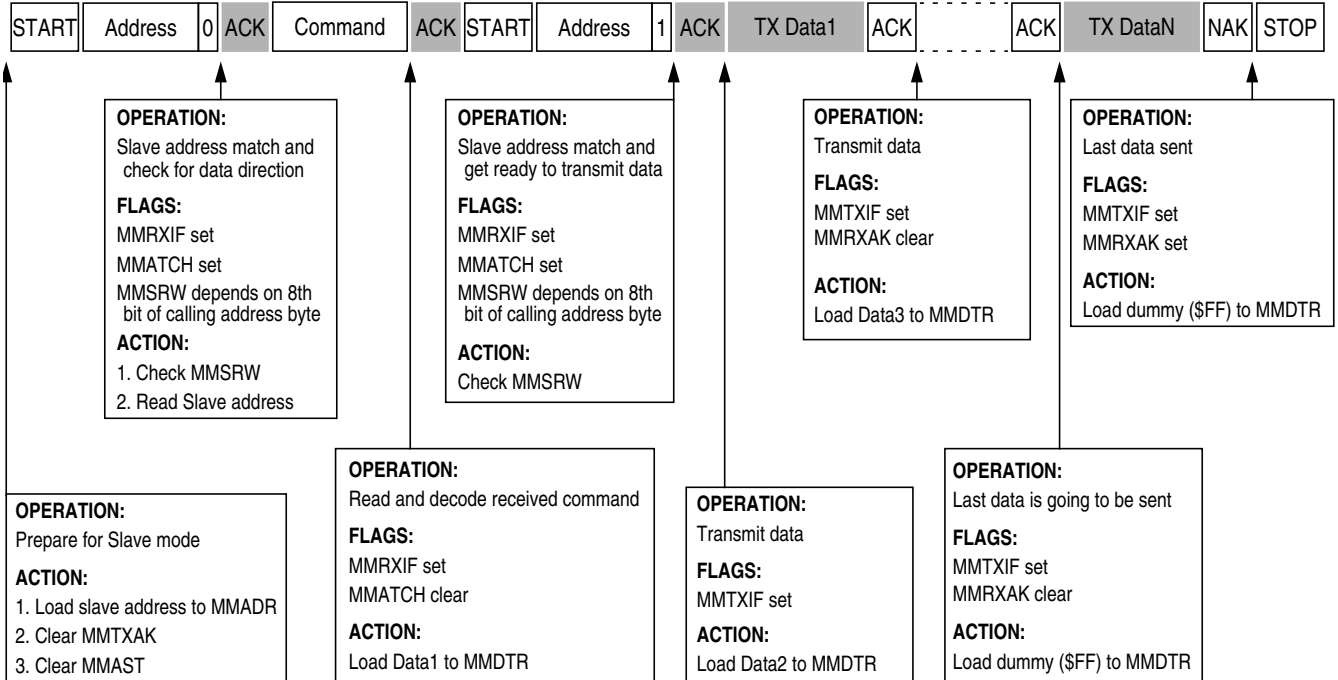 START Address 0 ACK Command ACK START Address 1 ACK TX Data1 ACK ACK TX DataN NAK STOP
OPERATION:
Slave address match and
check for data direction
FLAGS:
MMRXIF set
MMATCH set
MMSRW depends on 8th
bit of calling address byte
ACTION:
1. Check MMSRW
2. Read Slave address
OPERATION:
Slave address match and
get ready to transmit data
FLAGS:
MMRXIF set
MMATCH set
MMSRW depends on 8th
bit of calling address byte
ACTION:
Check MMSRW
OPERATION:
Transmit data
FLAGS:
MMTXIF set
MMRXAK clear
ACTION:
Load Data3 to MMDTR
OPERATION:
Last data sent
FLAGS:
MMTXIF set
MMRXAK set
ACTION:
Load dummy ($FF) to MMDTR
OPERATION:
Prepare for Slave mode
ACTION:
1. Load slave address to MMADR
2. Clear MMTXAK
3. Clear MMAST
OPERATION:
Read and decode received command
FLAGS:
MMRXIF set
MMATCH clear
ACTION:
Load Data1 to MMDTR
OPERATION:
Transmit data
FLAGS:
MMTXIF set
ACTION:
Load Data2 to MMDTR
OPERATION:
Last data is going to be sent
FLAGS:
MMTXIF set
MMRXAK clear
ACTION:
Load dummy ($FF) to MMDTR